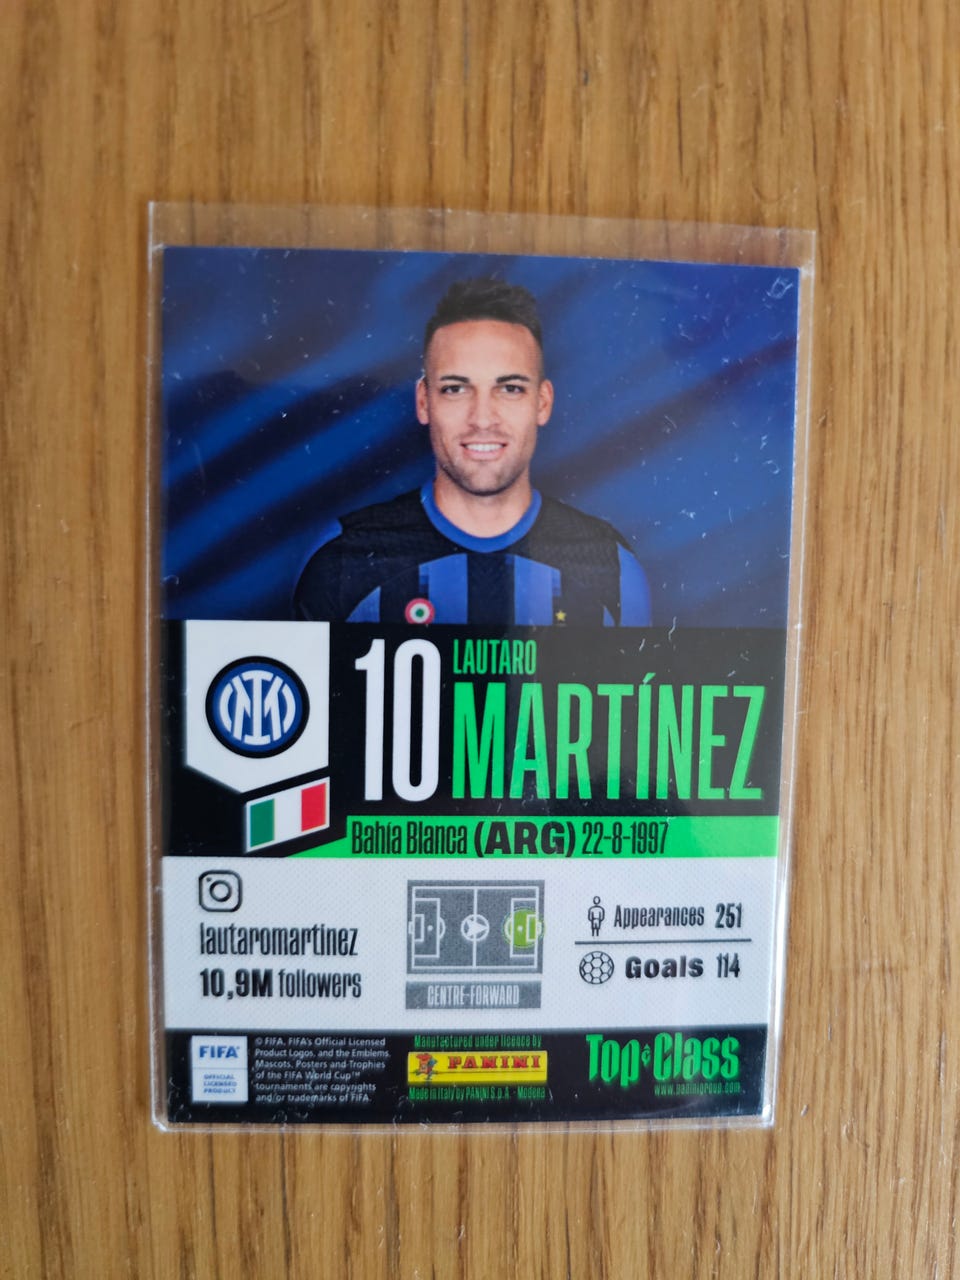 10
LAUTARO
MARTÍNEZ
Bahía Blanca (ARG) 22-8-1997
lautaromartinez
10,9M followers
CENTRE-FORWARD
Appearances 251
Goals 114
FIFA®
OFFICIAL
LICENSED
PRODUCT
© FIFA, FIFA's Official Licensed
Product Logos, and the Emblems,
Mascots, Posters and Trophies
of the FIFA World Cup™
tournaments are copyrights
and/or trademarks of FIFA.
Manufactured under licence by
PANINI
Made in Italy by PANINI S.p.A. - Modena
Top Class
www.paninigroup.com